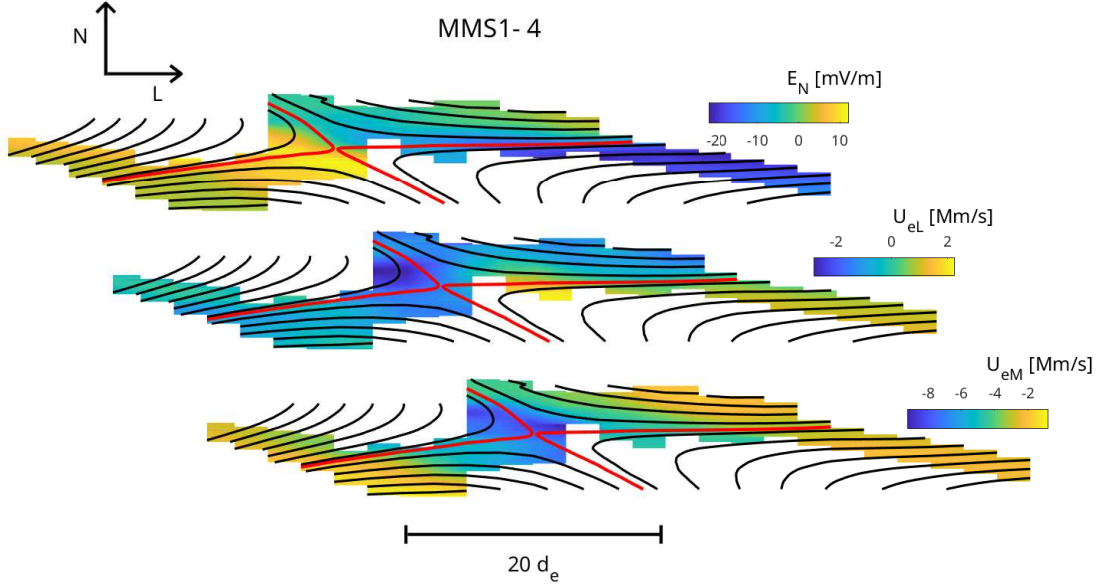 MMS1- 4
N
L
E_N [mV/m]
-20 -10 0 10
U_eL [Mm/s]
-2 0 2
U_eM [Mm/s]
-8 -6 -4 -2
20 d_e